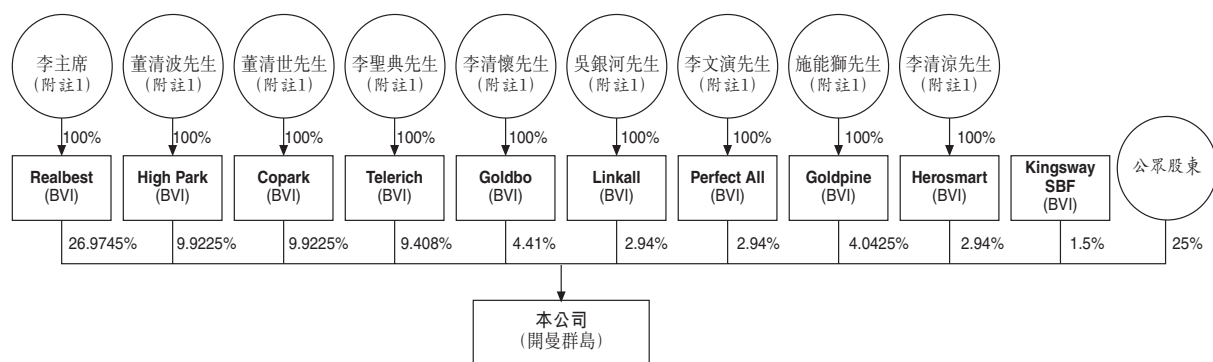 李主席
(附註1)
董清波先生
(附註1)
董清世先生
(附註1)
李聖典先生
(附註1)
李清懷先生
(附註1)
吳銀河先生
(附註1)
李文演先生
(附註1)
施能獅先生
(附註1)
李清涼先生
(附註1)
100%
100%
100%
100%
100%
100%
100%
100%
100%
Realbest
(BVI)
High Park
(BVI)
Copark
(BVI)
Telerich
(BVI)
Goldbo
(BVI)
Linkall
(BVI)
Perfect All
(BVI)
Goldpine
(BVI)
Herosmart
(BVI)
Kingsway
SBF
(BVI)
公眾股東
26.9745%
9.9225%
9.9225%
9.408%
4.41%
2.94%
2.94%
4.0425%
2.94%
1.5%
25%
本公司
(開曼群島)